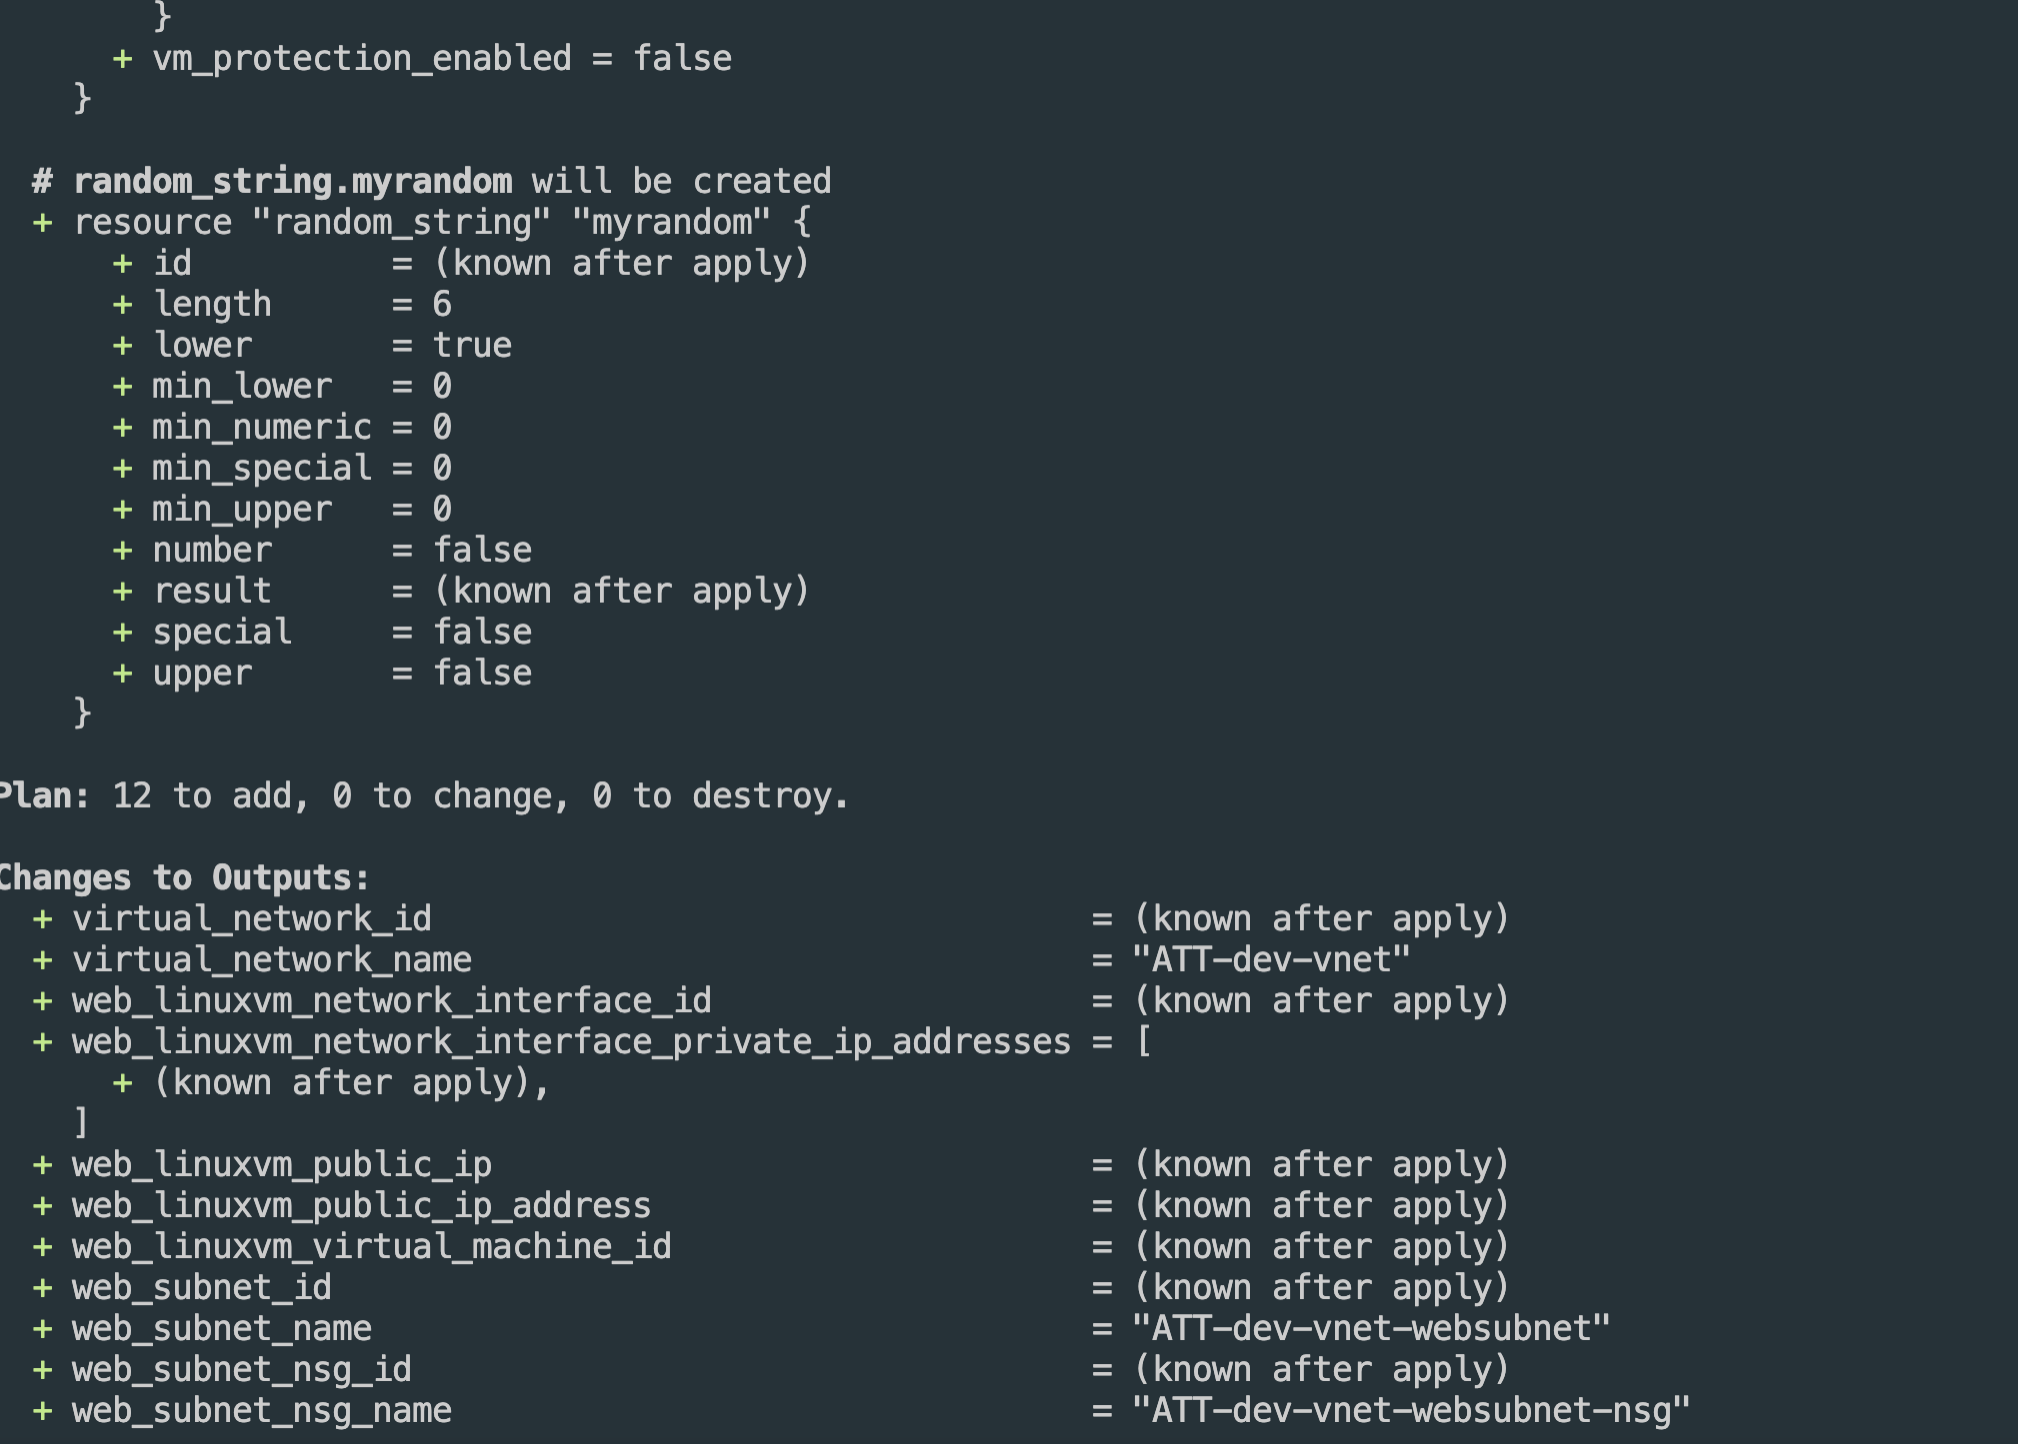 }
      + vm_protection_enabled = false
    }

  # random_string.myrandom will be created
  + resource "random_string" "myrandom" {
      + id          = (known after apply)
      + length      = 6
      + lower       = true
      + min_lower   = 0
      + min_numeric = 0
      + min_special = 0
      + min_upper   = 0
      + number      = false
      + result      = (known after apply)
      + special     = false
      + upper       = false
    }

Plan: 12 to add, 0 to change, 0 to destroy.

Changes to Outputs:
  + virtual_network_id                                 = (known after apply)
  + virtual_network_name                               = "ATT-dev-vnet"
  + web_linuxvm_network_interface_id                   = (known after apply)
  + web_linuxvm_network_interface_private_ip_addresses = [
      + (known after apply),
    ]
  + web_linuxvm_public_ip                              = (known after apply)
  + web_linuxvm_public_ip_address                      = (known after apply)
  + web_linuxvm_virtual_machine_id                     = (known after apply)
  + web_subnet_id                                      = (known after apply)
  + web_subnet_name                                    = "ATT-dev-vnet-websubnet"
  + web_subnet_nsg_id                                  = (known after apply)
  + web_subnet_nsg_name                                = "ATT-dev-vnet-websubnet-nsg"